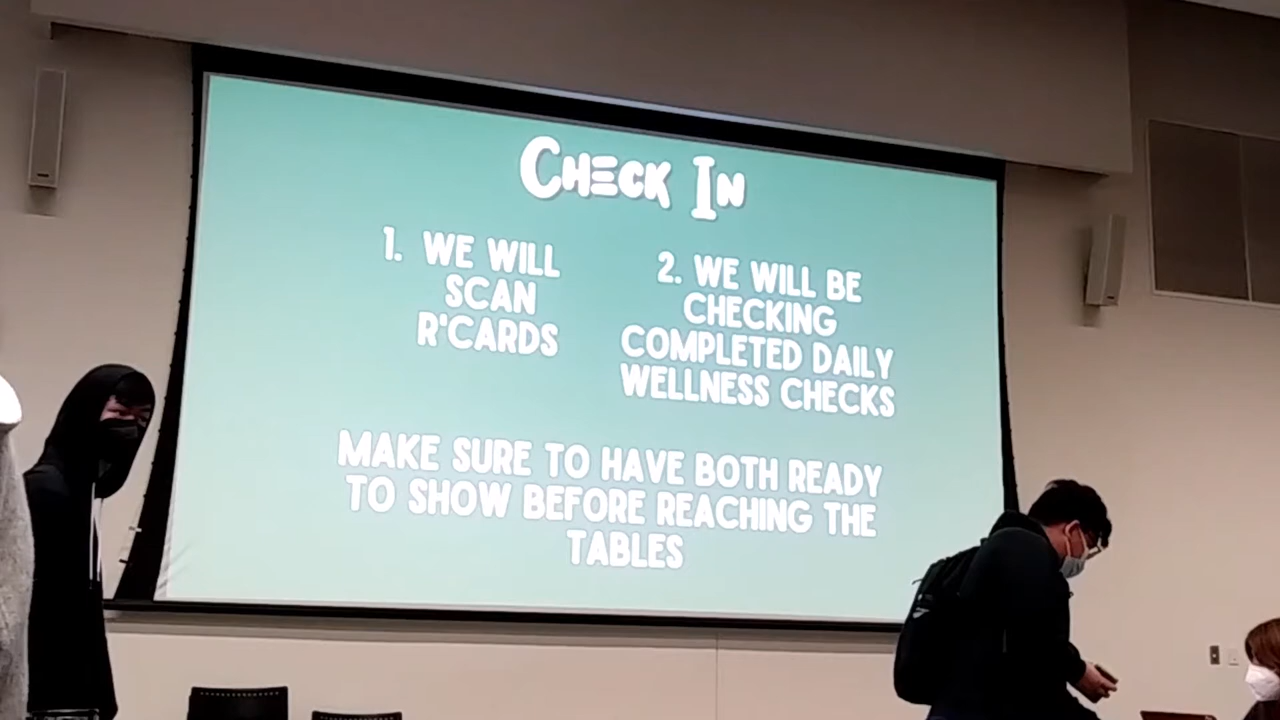 Check In
1. WE WILL
SCAN
R'CARDS
2. WE WILL BE
CHECKING
COMPLETED DAILY
WELLNESS CHECKS
MAKE SURE TO HAVE BOTH READY
TO SHOW BEFORE REACHING THE
TABLES